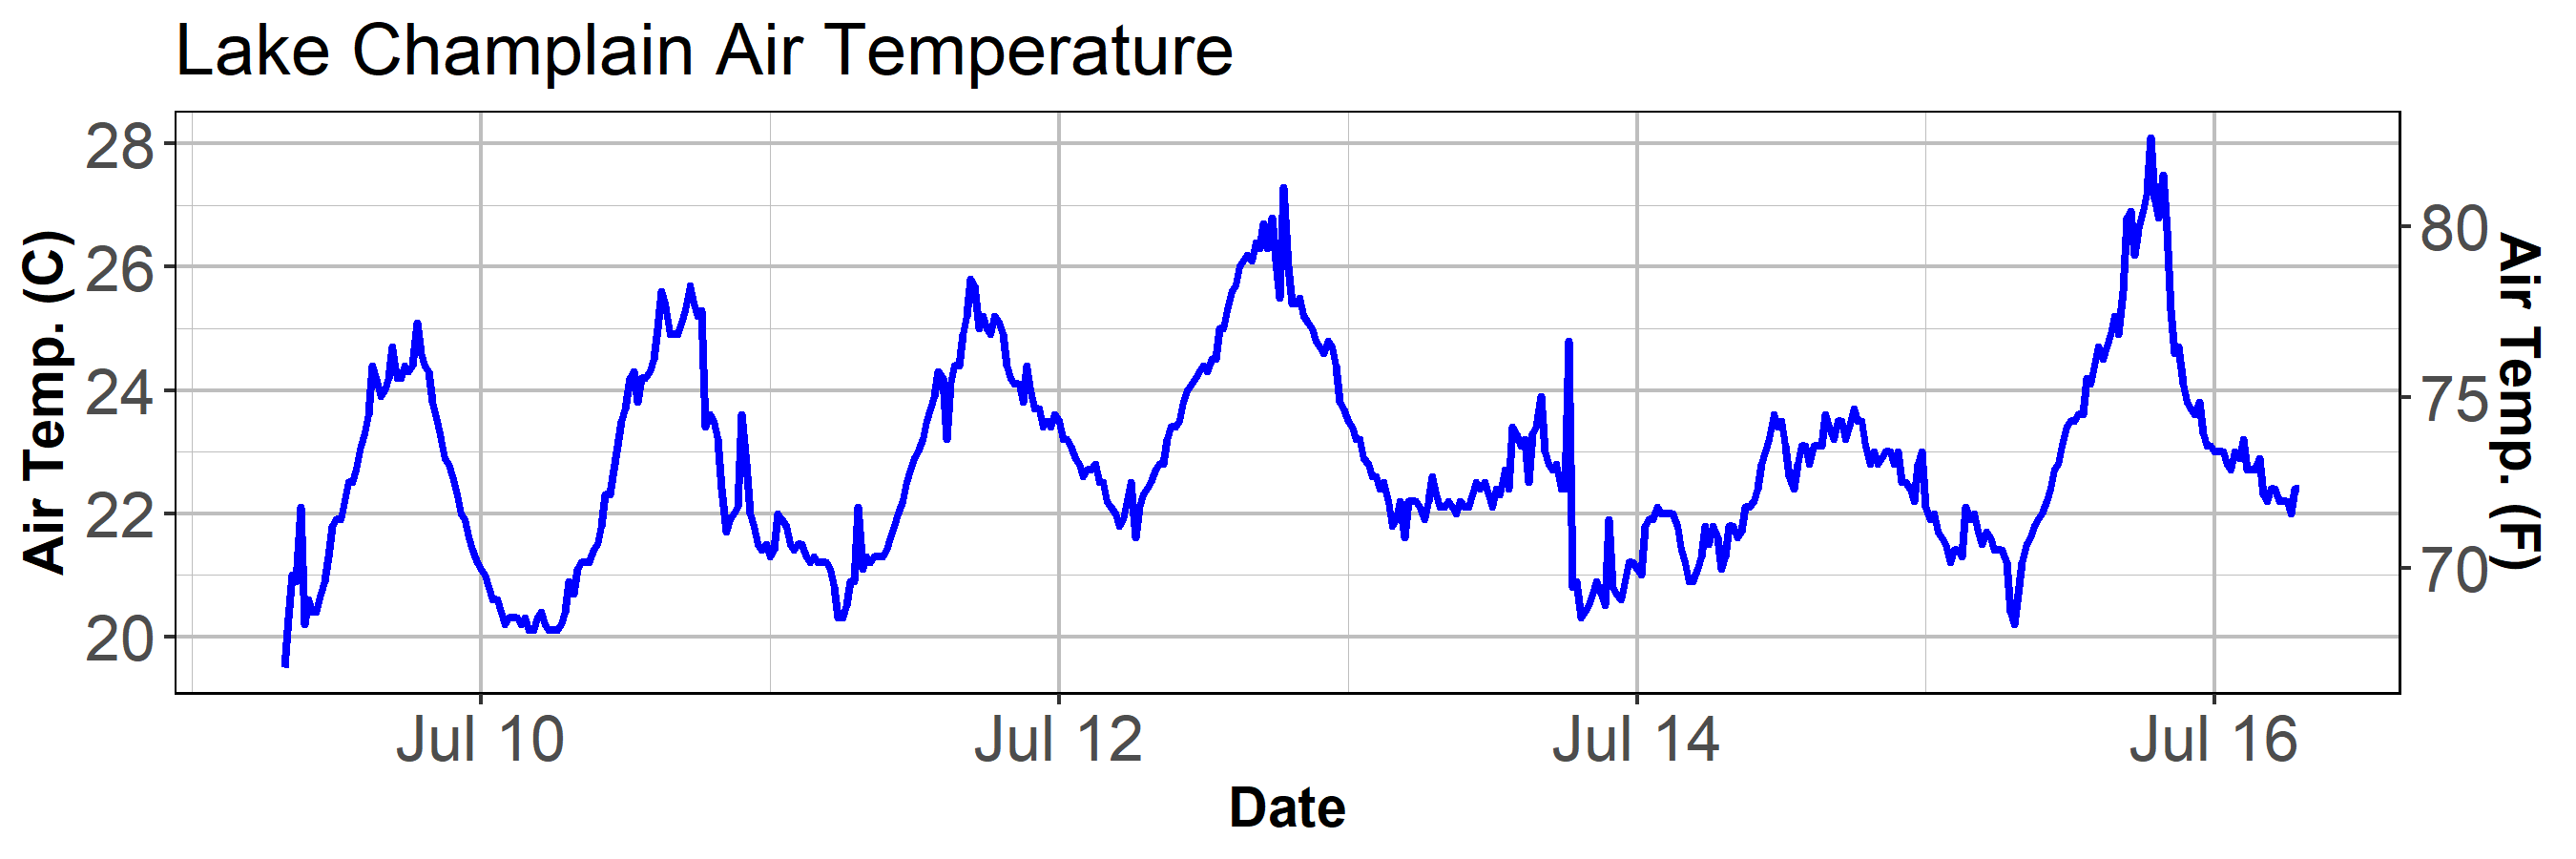 Lake Champlain Air Temperature
Air Temp. (C)
28
26
24
22
20
80
75
70
Air Temp. (F)
Jul 10
Jul 12
Jul 14
Jul 16
Date